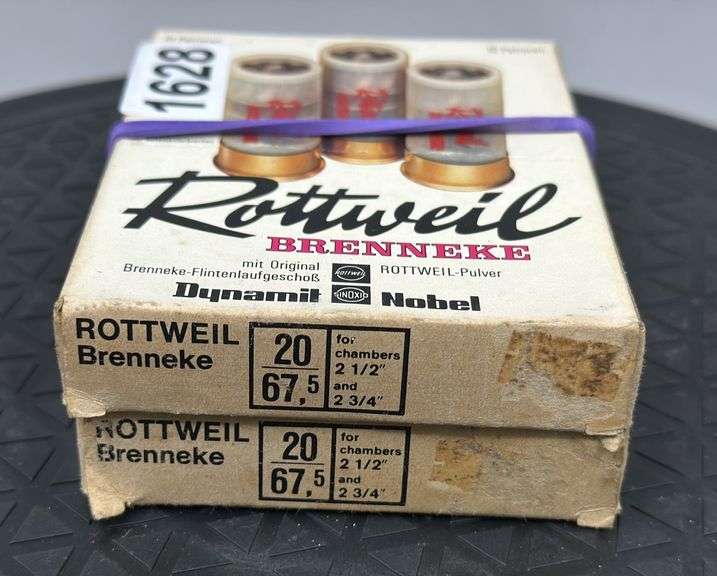 1628
Rottweil
BRENNEKE
mit Original
Brenneke-Flintenlaufgeschoß
ROTTWEIL
ROTTWEIL-Pulver
Dynamit
SINOXID
Nobel
ROTTWEIL
Brenneke
20
67,5
for
chambers
2 1/2"
and
2 3/4"
ROTTWEIL
Brenneke
20
67,5
for
chambers
2 1/2"
and
2 3/4"